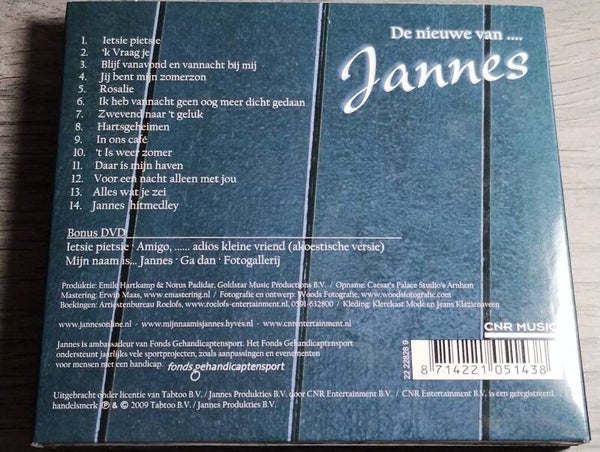 De nieuwe van ....
Jannes
1. Ietsie pietsie
2. 'k Vraag je
3. Blijf vanavond en vannacht bij mij
4. Jij bent mijn zomerzon
5. Rosalie
6. Ik heb vannacht geen oog meer dicht gedaan
7. Zwevend naar 't geluk
8. Hartsgeheimen
9. In ons café
10. 't Is weer zomer
11. Daar is mijn haven
12. Voor een nacht alleen met jou
13. Alles wat je zei
14. Jannes hitmedley
Bonus DVD
Ietsie pietsie · Amigo, ...... adios kleine vriend (akoestische versie)
Mijn naam is... Jannes · Ga dan · Fotogallerij
Produktie: Emile Hartkamp & Norus Padidar, Goldstar Music Productions B.V. / Opname: Caesar's Palace Studio's Arnhem
Mastering: Erwin Maas, www.emastering.nl / Fotografie en ontwerp: Woods Fotografie, www.woodsfotografie.com
Boekingen: Artiestenbureau Roelofs, www.roelofs-entertainment.nl, 0591-632800 / Kleding: Klerekast Mode en Jeans Klazienaveen
www.jannesonline.nl · www.mijnnaamisjannes.hyves.nl · www.cnrentertainment.nl
CNR MUSIC
Jannes is ambassadeur van Fonds Gehandicaptensport. Het Fonds Gehandicaptensport
ondersteunt jaarlijks vele sportprojecten, zoals aanpassingen en evenementen
voor mensen met een handicap. fonds gehandicaptensport
22 22828 9
8 714221 051438
Uitgebracht onder licentie van Tabtoo B.V. / Jannes Produkties B.V. door CNR Entertainment B.V. / CNR Entertainment B.V. is een geregistreerd
handelsmerk ℗ & © 2009 Tabtoo B.V. / Jannes Produkties B.V.